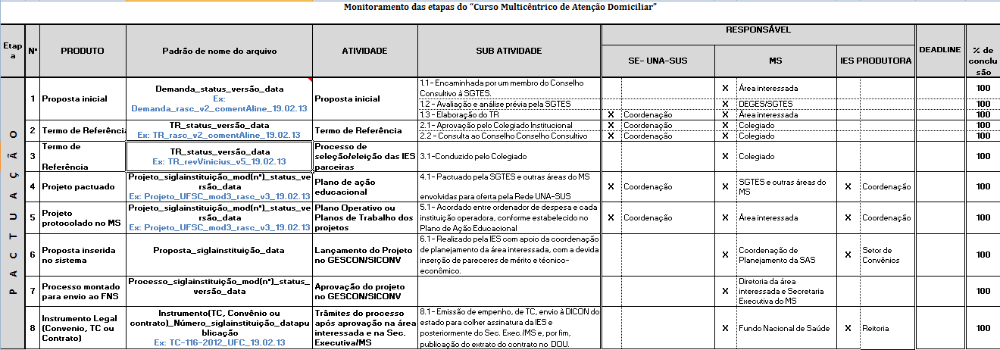 Monitoramento das etapas do “Curso Multicêntrico de Atenção Domiciliar”
Etap
a
Nº
PRODUTO
Padrão de nome do arquivo
ATIVIDADE
SUB ATIVIDADE
RESPONSÁVEL
SE- UNA-SUS
MS
IES PRODUTORA
DEADLINE
% de
conclu
são
P A C T U A Ç Ã O
1
Proposta inicial
Demanda_status_versão_data
Ex:
Demanda_rasc_v2_comentAline_19.02.13
Proposta inicial
1.1 - Encaminhada por um membro do Conselho
Consultivo à SGTES.
X Área interessada
100
1.2 - Avaliação e análise prévia pela SGTES
X DEGES/SGTES
100
1.3 - Elaboração do TR
X Coordenação
X Área interessada
100
2
Termo de Referência
TR_status_versão_data
Ex: TR_rasc_v2_comentAline_19.02.13
Termo de Referência
2.1 - Aprovação pelo Colegiado Institucional
X Coordenação
X Colegiado
100
2.2 - Consulta ao Conselho Conselho Consultivo
X Coordenação
X Colegiado
100
3
Termo de
Referência
TR_status_versão_data
Ex: TR_revVinicius_v5_19.02.13
Processo de
seleção/eleição das IES
parceiras
3.1-Conduzido pelo Colegiado
X Colegiado
100
4
Projeto pactuado
Projeto_siglainstituição_mod(nº)_status_ve
rsão_data
Ex: Projeto_UFSC_mod3_rasc_v3_19.02.13
Plano de ação
educacional
4.1- Pactuado pela SGTES e outras áreas do MS
envolvidas para oferta pela Rede UNA-SUS
X Coordenação
X SGTES e outras áreas do
MS
X Coordenação
100
5
Projeto
protocolado no MS
Projeto_siglainstituição_mod(nº)_status_ve
rsão_data
Ex: Projeto_UFSC_mod3_rasc_v3_19.02.13
Plano Operativo ou
Planos de Trabalho dos
projetos
5.1- Acordado entre ordenador de despesa e cada
instituição operadora, conforme estabelecido no
Plano de Ação Educacional
X Coordenação
X Área interessada
X Coordenação
100
6
Proposta inserida
no sistema
Proposta_siglainstituição_data
Lançamento do Projeto
no GESCON/SICONV
6.1- Realizado pela IES com apoio da coordenação
de planejamento da área interessada, com a devida
inserção de pareceres de mérito e técnico-
econômico.
X Coordenação de
Planejamento da SAS
X Setor de
Convênios
100
7
Processo montado
para envio ao FNS
Processo_siglainstituição_mod(nº)_status_
versão_data
Aprovação do projeto
no GESCON/SICONV
X Diretoria da área
interessada e Secretaria
Executiva do MS
100
8
Instrumento Legal
(Convenio, TC ou
Contrato)
Instrumento(TC, Convênio ou
contrato)_Número_siglainstituição_datapu
blicação
Ex: TC-116-2012_UFC_19.02.13
Trâmites do processo
após aprovação na área
interessada e na Sec.
Executiva/MS
8.1- Emissão de empenho, de TC, envio à DICON do
estado para colher assinatura da IES e
posteriormente do Sec. Exec./MS e, por fim,
publicação do extrato do contrato no DOU.
X Fundo Nacional de Saúde
X Reitoria
100